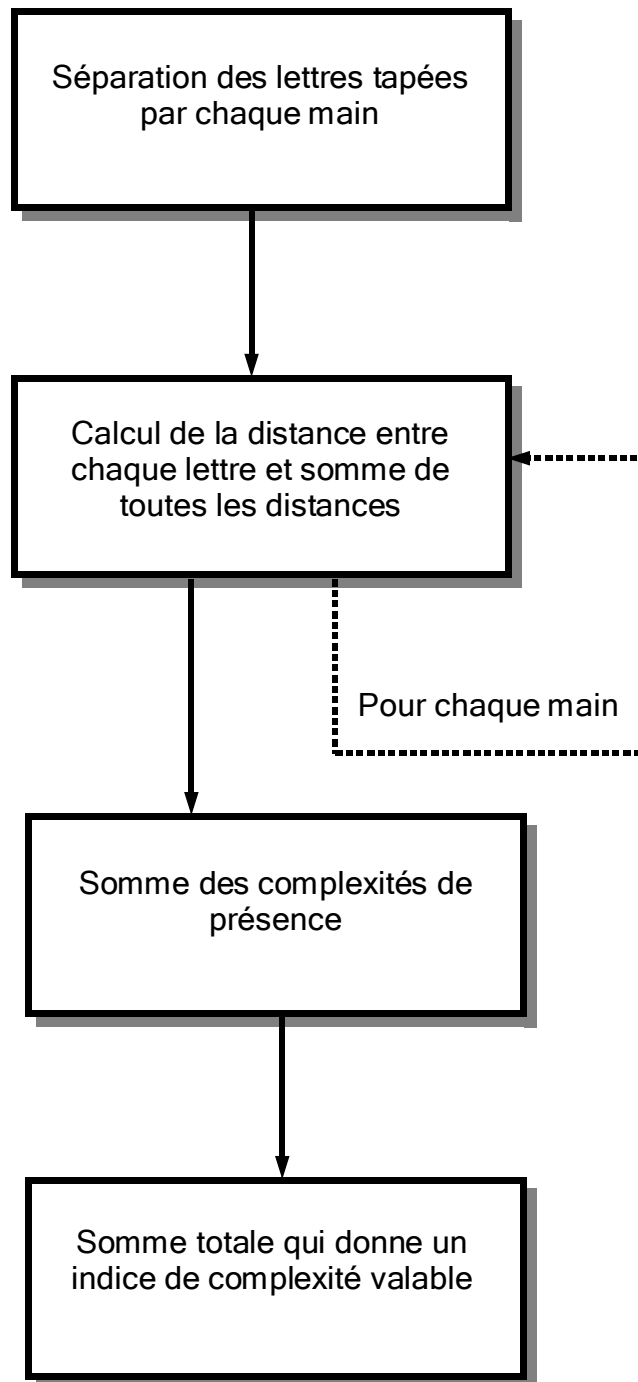 Séparation des lettres tapées
par chaque main
Calcul de la distance entre
chaque lettre et somme de
toutes les distances
Pour chaque main
Somme des complexités de
présence
Somme totale qui donne un
indice de complexité valable